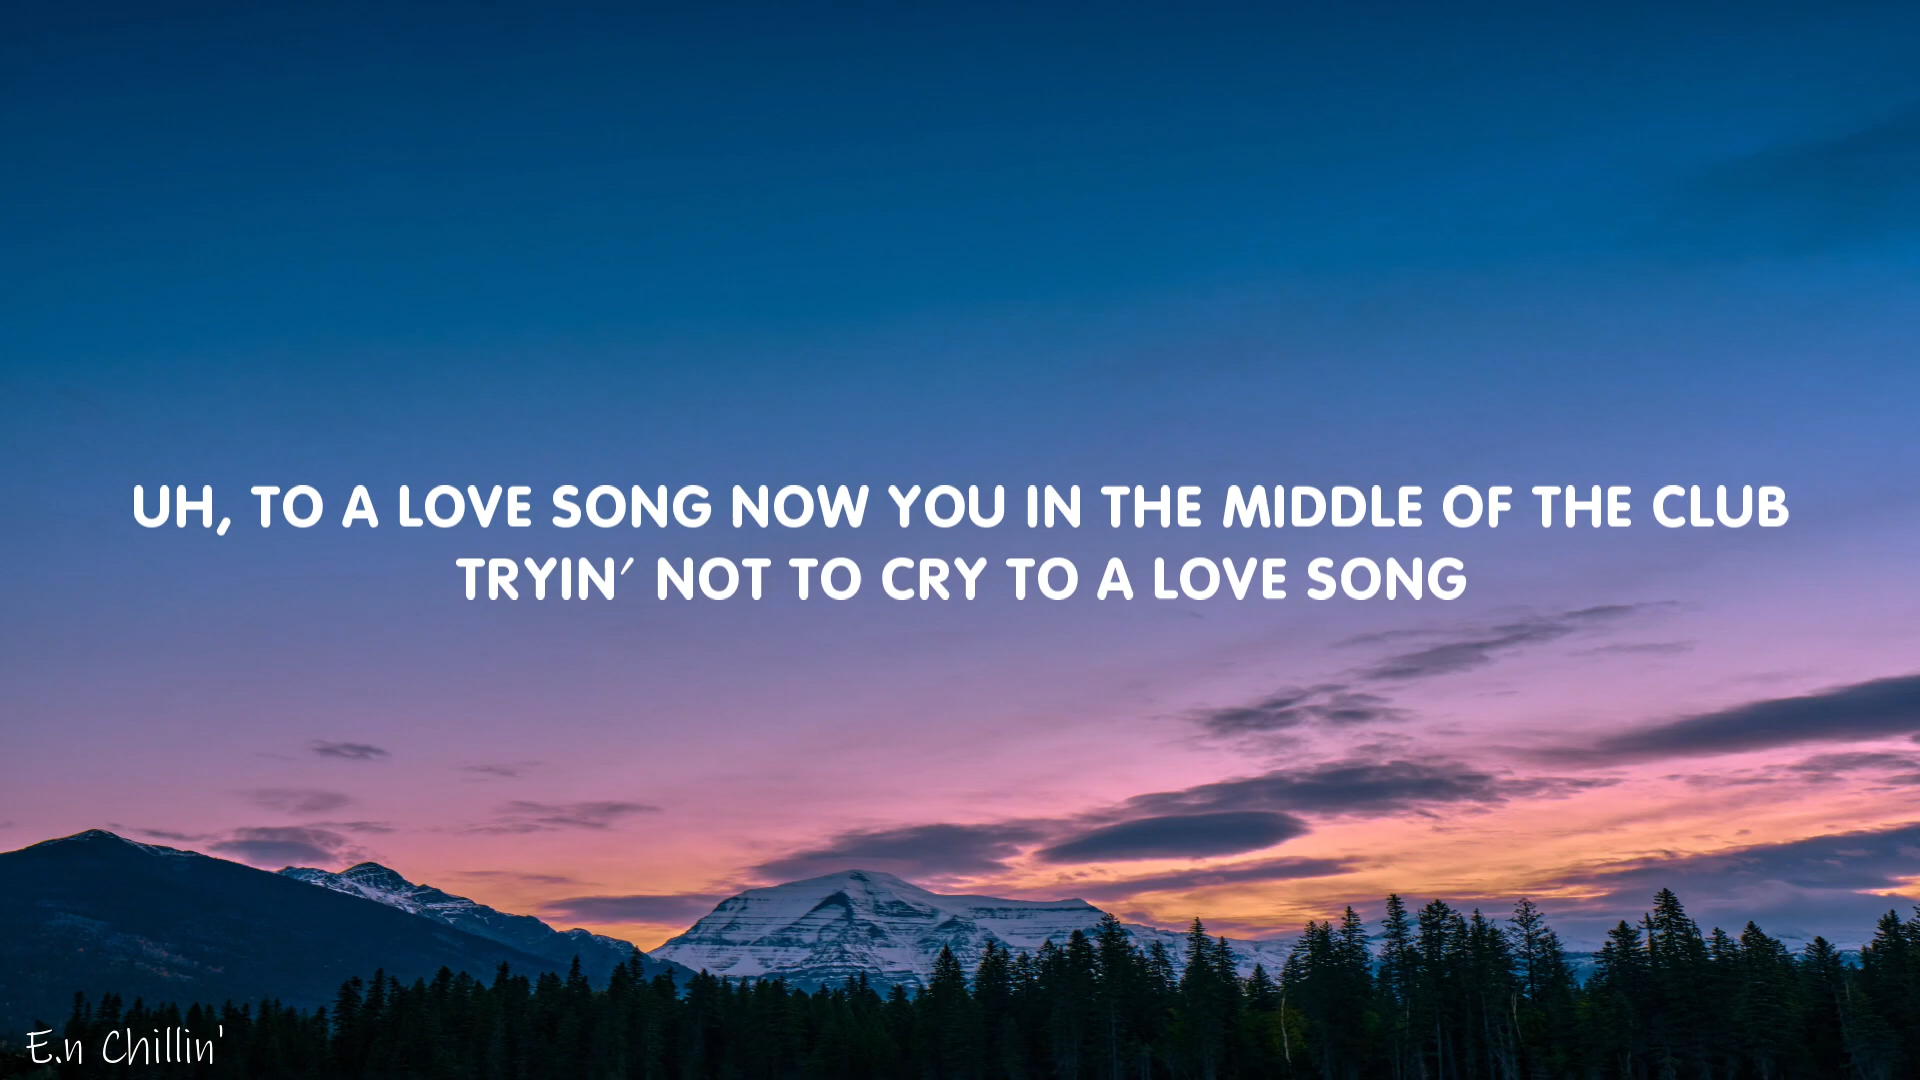 UH, TO A LOVE SONG NOW YOU IN THE MIDDLE OF THE CLUB
TRYIN' NOT TO CRY TO A LOVE SONG
E.n Chillin'